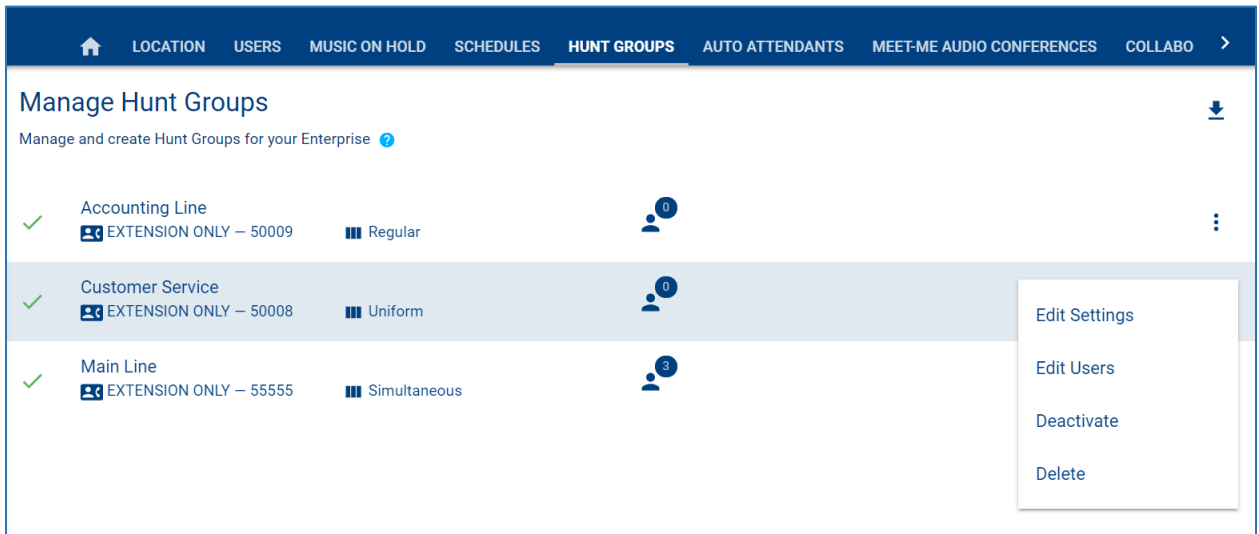 LOCATION USERS MUSIC ON HOLD SCHEDULES HUNT GROUPS AUTO ATTENDANTS MEET-ME AUDIO CONFERENCES COLLABO
Manage Hunt Groups
Manage and create Hunt Groups for your Enterprise ?
Accounting Line
EXTENSION ONLY — 50009 Regular 0
Customer Service
EXTENSION ONLY — 50008 Uniform 0
Main Line
EXTENSION ONLY — 55555 Simultaneous 3
Edit Settings
Edit Users
Deactivate
Delete